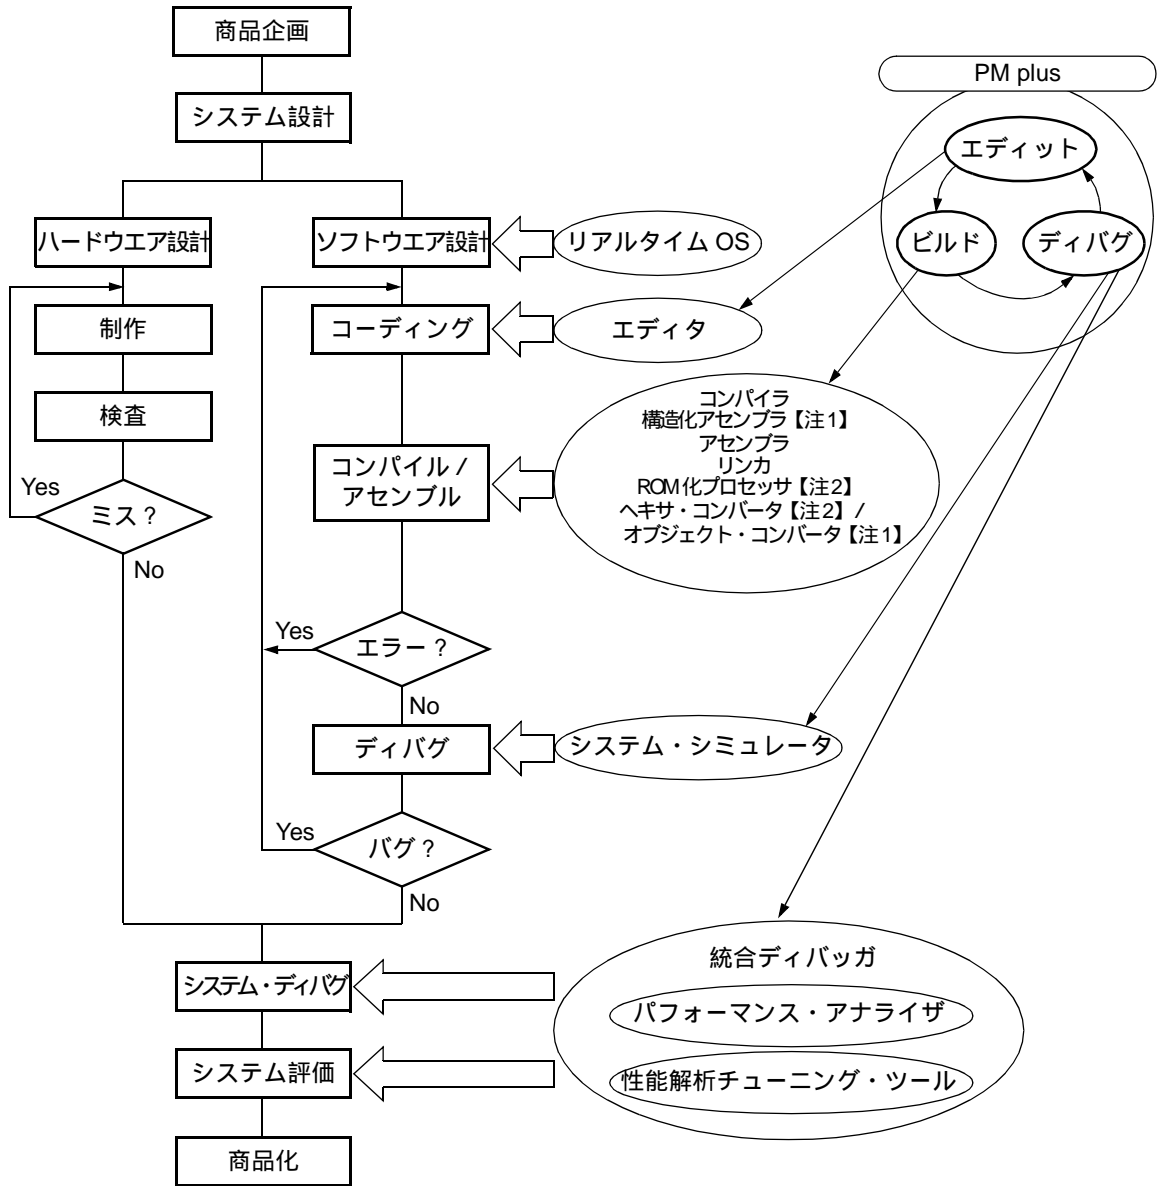 商品企画
システム設計
ハードウエア設計
ソフトウエア設計
リアルタイム OS
制作
コーディング
エディタ
検査
コンパイル /
アセンブル
コンパイラ
構造化アセンブラ【注1】
アセンブラ
リンカ
ROM化プロセッサ【注2】
ヘキサ・コンバータ【注2】/
オブジェクト・コンバータ【注1】
Yes
ミス?
No
Yes
エラー?
No
ディバグ
システム・シミュレータ
Yes
バグ?
No
システム・ディバグ
システム評価
商品化
統合ディバッガ
パフォーマンス・アナライザ
性能解析チューニング・ツール
PM plus
エディット
ビルド
ディバグ